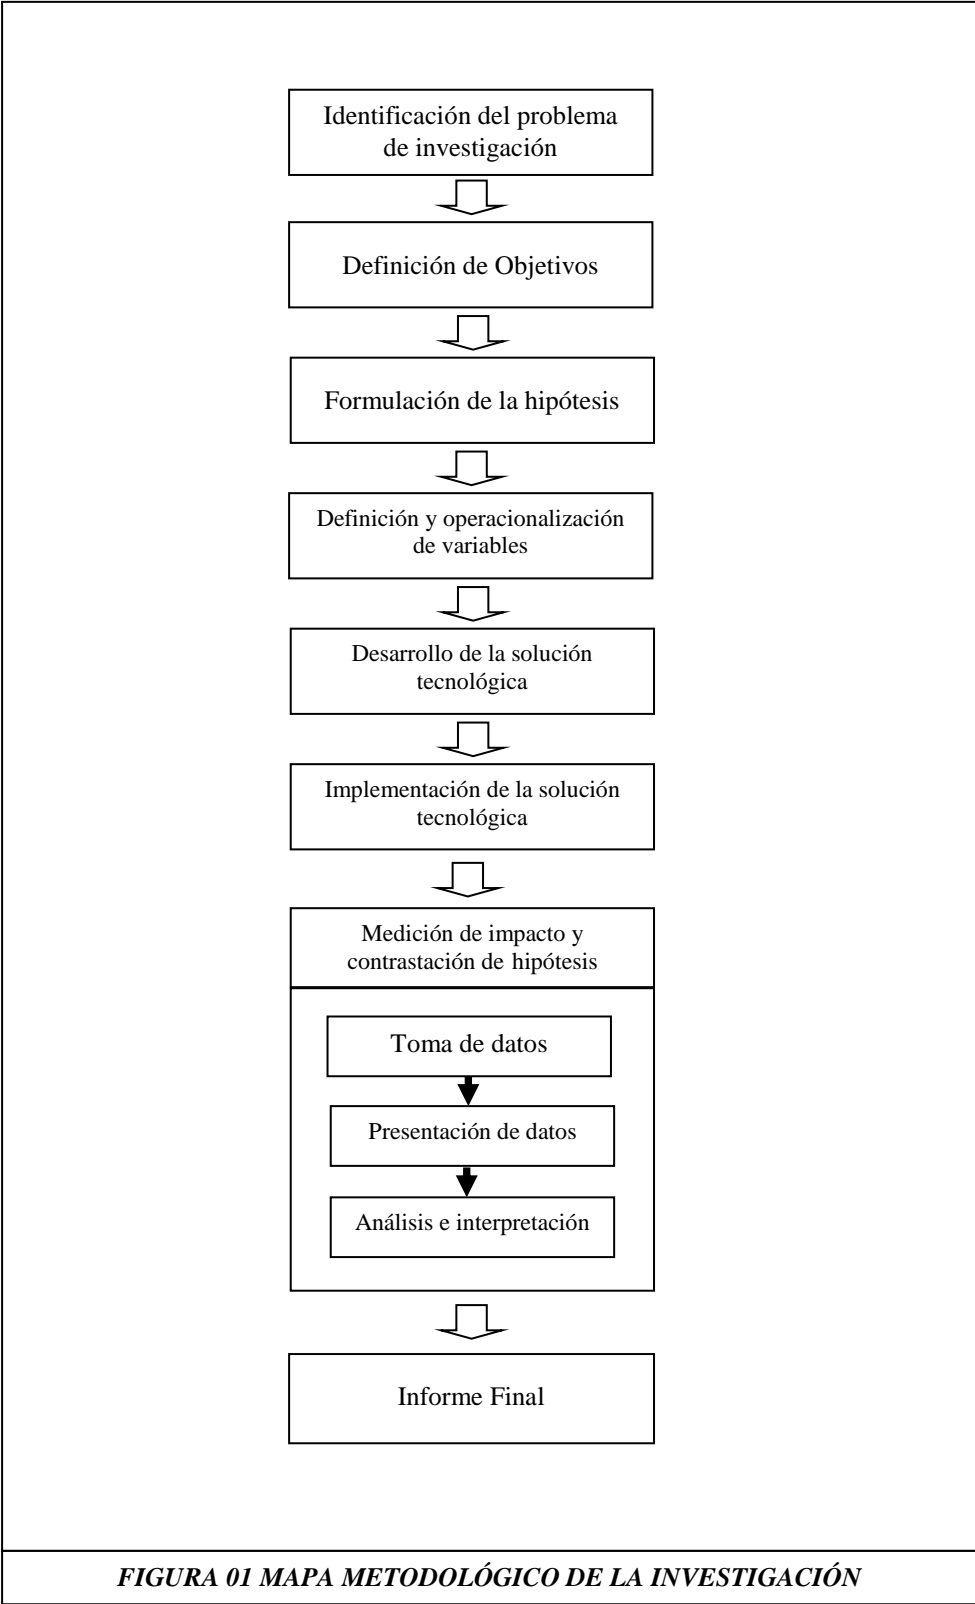 Identificación del problema
de investigación
Definición de Objetivos
Formulación de la hipótesis
Definición y operacionalización
de variables
Desarrollo de la solución
tecnológica
Implementación de la solución
tecnológica
Medición de impacto y
contrastación de hipótesis
Toma de datos
Presentación de datos
Análisis e interpretación
Informe Final
FIGURA 01 MAPA METODOLÓGICO DE LA INVESTIGACIÓN